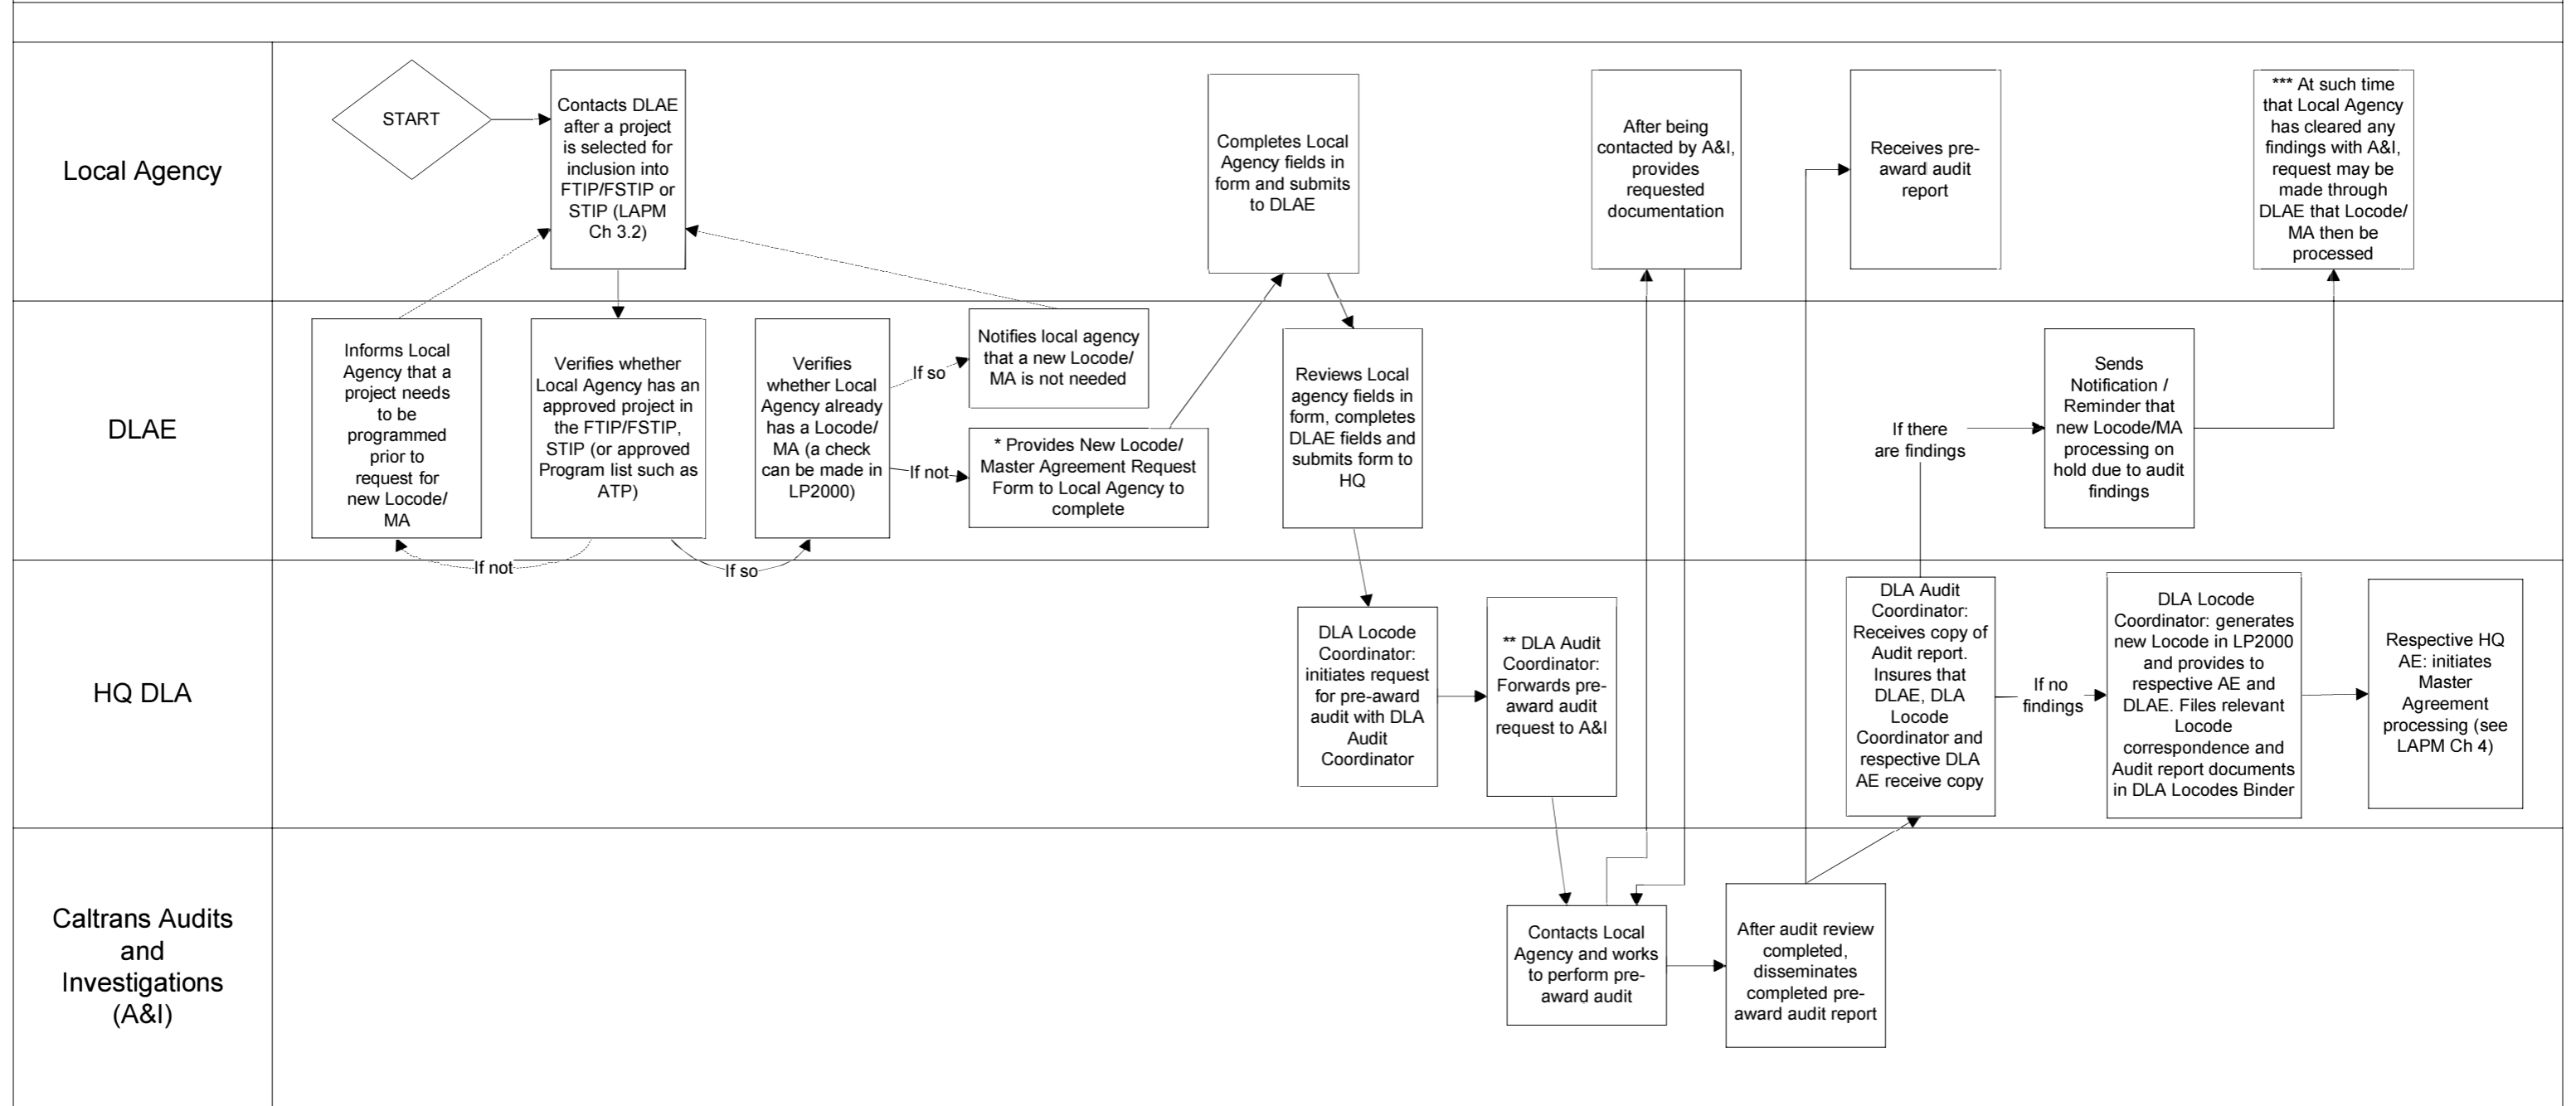 Local Agency
START
Contacts DLAE
after a project
is selected for
inclusion into
FTIP/FSTIP or
STIP (LAPM
Ch 3.2)
Completes Local
Agency fields in
form and submits
to DLAE
After being
contacted by A&I,
provides
requested
documentation
Receives pre-
award audit
report
*** At such time
that Local Agency
has cleared any
findings with A&I,
request may be
made through
DLAE that Locode/
MA then be
processed
DLAE
Informs Local
Agency that a
project needs
to be
programmed
prior to
request for
new Locode/
MA
Verifies whether
Local Agency has an
approved project in
the FTIP/FSTIP,
STIP (or approved
Program list such as
ATP)
Verifies
whether Local
Agency already
has a Locode/
MA (a check
can be made in
LP2000)
If so
Notifies local agency
that a new Locode/
MA is not needed
If not
* Provides New Locode/
Master Agreement Request
Form to Local Agency to
complete
Reviews Local
agency fields in
form, completes
DLAE fields and
submits form to
HQ
If there
are findings
Sends
Notification /
Reminder that
new Locode/MA
processing on
hold due to audit
findings
If not
If so
HQ DLA
DLA Locode
Coordinator:
initiates request
for pre-award
audit with DLA
Audit
Coordinator
** DLA Audit
Coordinator:
Forwards pre-
award audit
request to A&I
DLA Audit
Coordinator:
Receives copy of
Audit report.
Insures that
DLAE, DLA
Locode
Coordinator and
respective DLA
AE receive copy
If no
findings
DLA Locode
Coordinator: generates
new Locode in LP2000
and provides to
respective AE and
DLAE. Files relevant
Locode
correspondence and
Audit report documents
in DLA Locodes Binder
Respective HQ
AE: initiates
Master
Agreement
processing (see
LAPM Ch 4)
Caltrans Audits
and
Investigations
(A&I)
Contacts Local
Agency and works
to perform pre-
award audit
After audit review
completed,
disseminates
completed pre-
award audit report